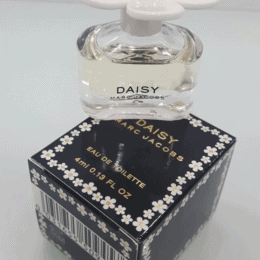 DAISY
MARC JACOBS
DAISY
MARC JACOBS
EAU DE TOILETTE
4ml 0.13 FL OZ